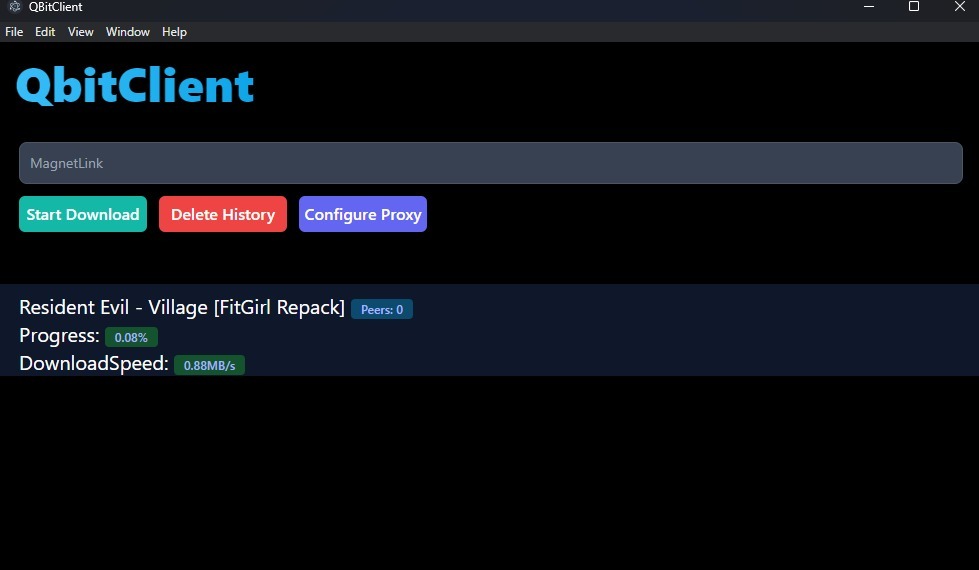 QBitClient
File Edit View Window Help
QbitClient
MagnetLink
Start Download Delete History Configure Proxy
Resident Evil - Village [FitGirl Repack] Peers: 0
Progress: 0.08%
DownloadSpeed: 0.88MB/s